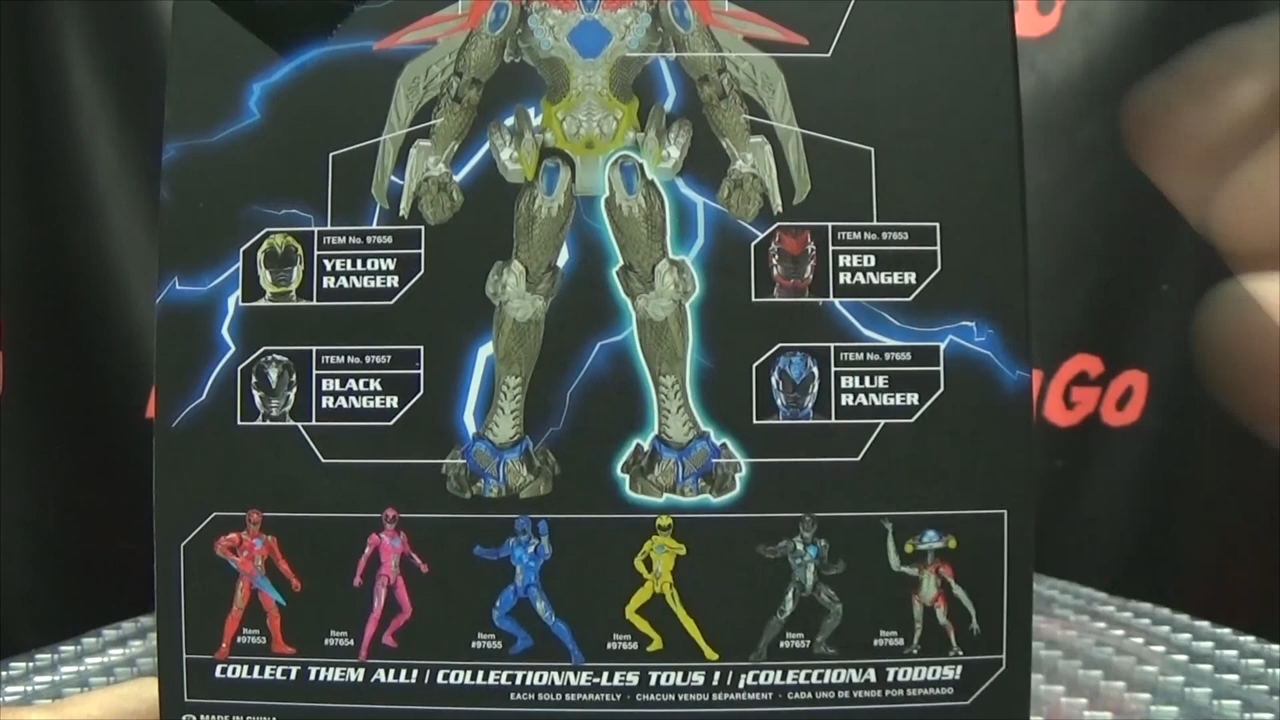 ITEM No. 97656
YELLOW
RANGER
ITEM No. 97653
RED
RANGER
ITEM No. 97657
BLACK
RANGER
ITEM No. 97655
BLUE
RANGER
GO
Item
#97653
Item
#97654
Item
#97655
Item
#97656
Item
#97657
Item
#97658
COLLECT THEM ALL! | COLLECTIONNE-LES TOUS ! | ¡COLECCIONA TODOS!
EACH SOLD SEPARATELY · CHACUN VENDU SÉPARÉMENT · CADA UNO DE VENDE POR SEPARADO
MADE IN CHINA